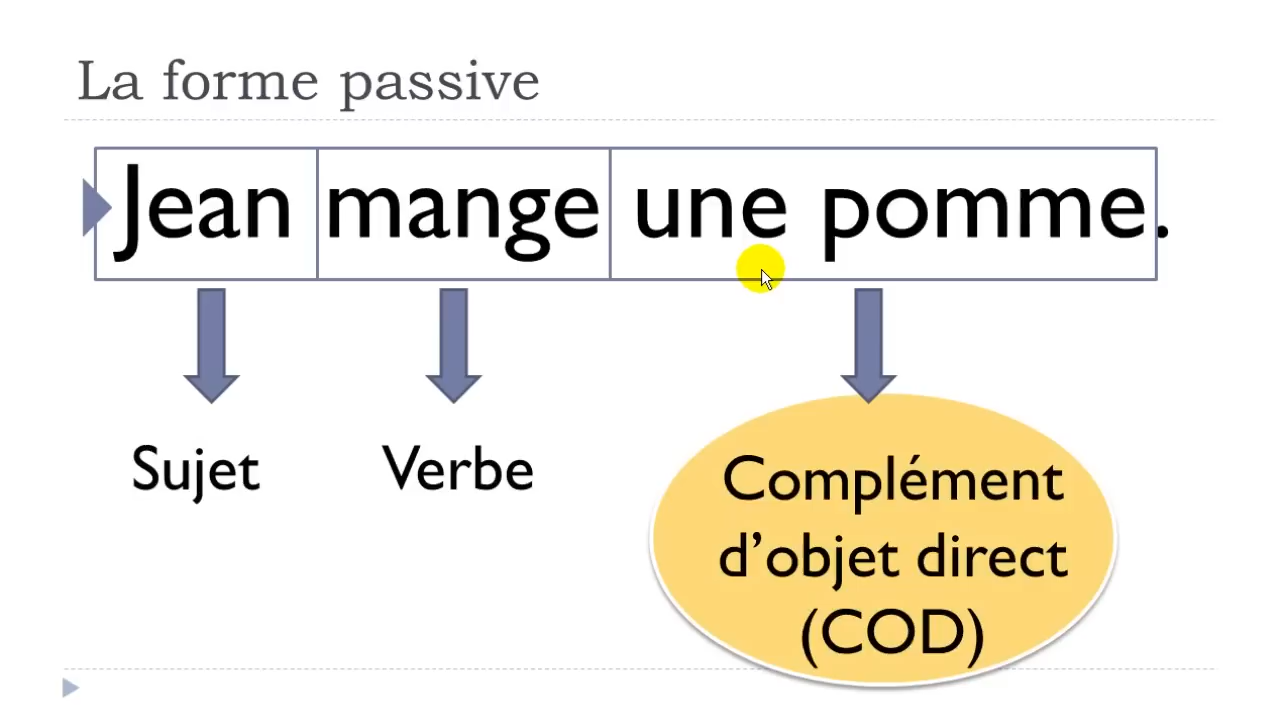 La forme passive
Jean mange une pomme.
Sujet
Verbe
Complément
d’objet direct
(COD)